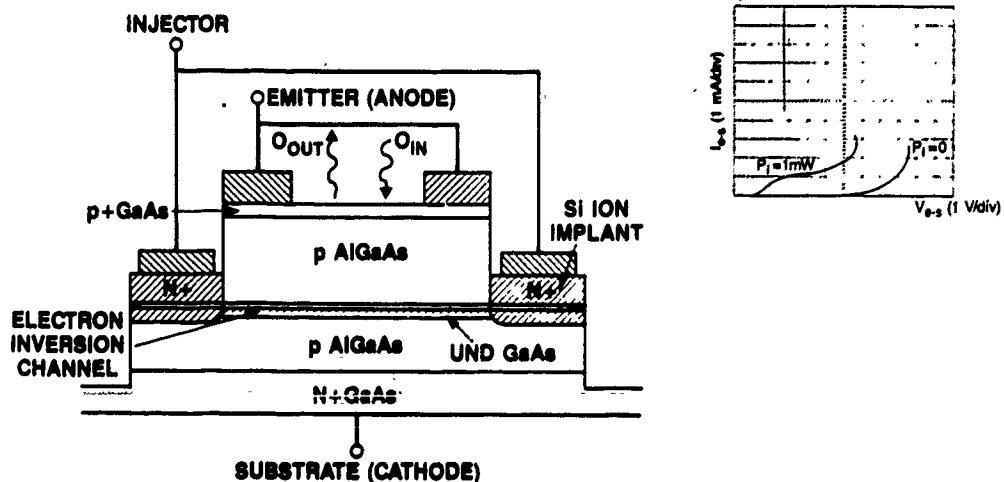 INJECTOR
EMITTER (ANODE)
O_OUT
O_IN
p+GaAs
p AlGaAs
Si ION
IMPLANT
N+
N+
ELECTRON
INVERSION
CHANNEL
p AlGaAs
UND GaAs
N+GaAs
SUBSTRATE (CATHODE)
I_e-s (1 mA/div)
P_i=1mW
P_i=0
V_e-s (1 V/div)